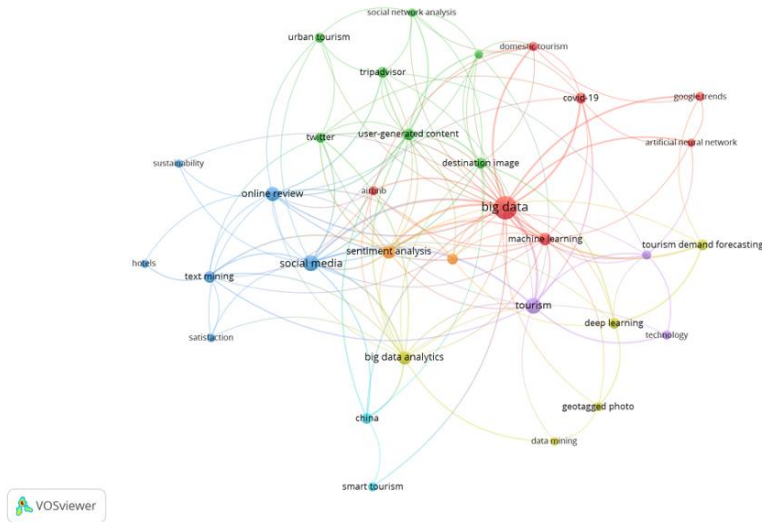 social network analysis
urban tourism
domestic tourism
tripadvisor
google trends
covid-19
twitter
user-generated content
artificial neural network
sustainability
destination image
online review
airbnb
big data
machine learning
tourism demand forecasting
sentiment analysis
social media
hotels
text mining
tourism
deep learning
satisfaction
technology
big data analytics
geotagged photo
china
data mining
smart tourism
VOSviewer